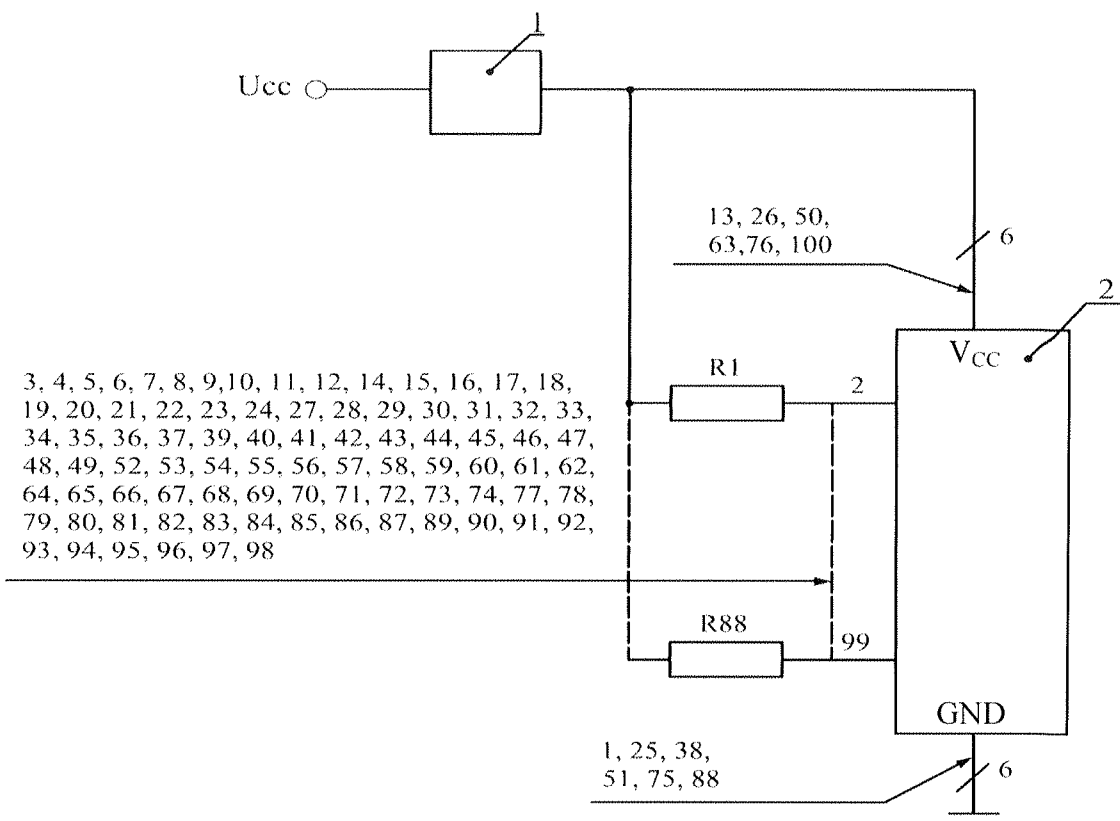 1
Ucc
13, 26, 50,
63,76, 100
6
2
VCC
R1
2
3, 4, 5, 6, 7, 8, 9,10, 11, 12, 14, 15, 16, 17, 18,
19, 20, 21, 22, 23, 24, 27, 28, 29, 30, 31, 32, 33,
34, 35, 36, 37, 39, 40, 41, 42, 43, 44, 45, 46, 47,
48, 49, 52, 53, 54, 55, 56, 57, 58, 59, 60, 61, 62,
64, 65, 66, 67, 68, 69, 70, 71, 72, 73, 74, 77, 78,
79, 80, 81, 82, 83, 84, 85, 86, 87, 89, 90, 91, 92,
93, 94, 95, 96, 97, 98
R88
99
GND
1, 25, 38,
51, 75, 88
6